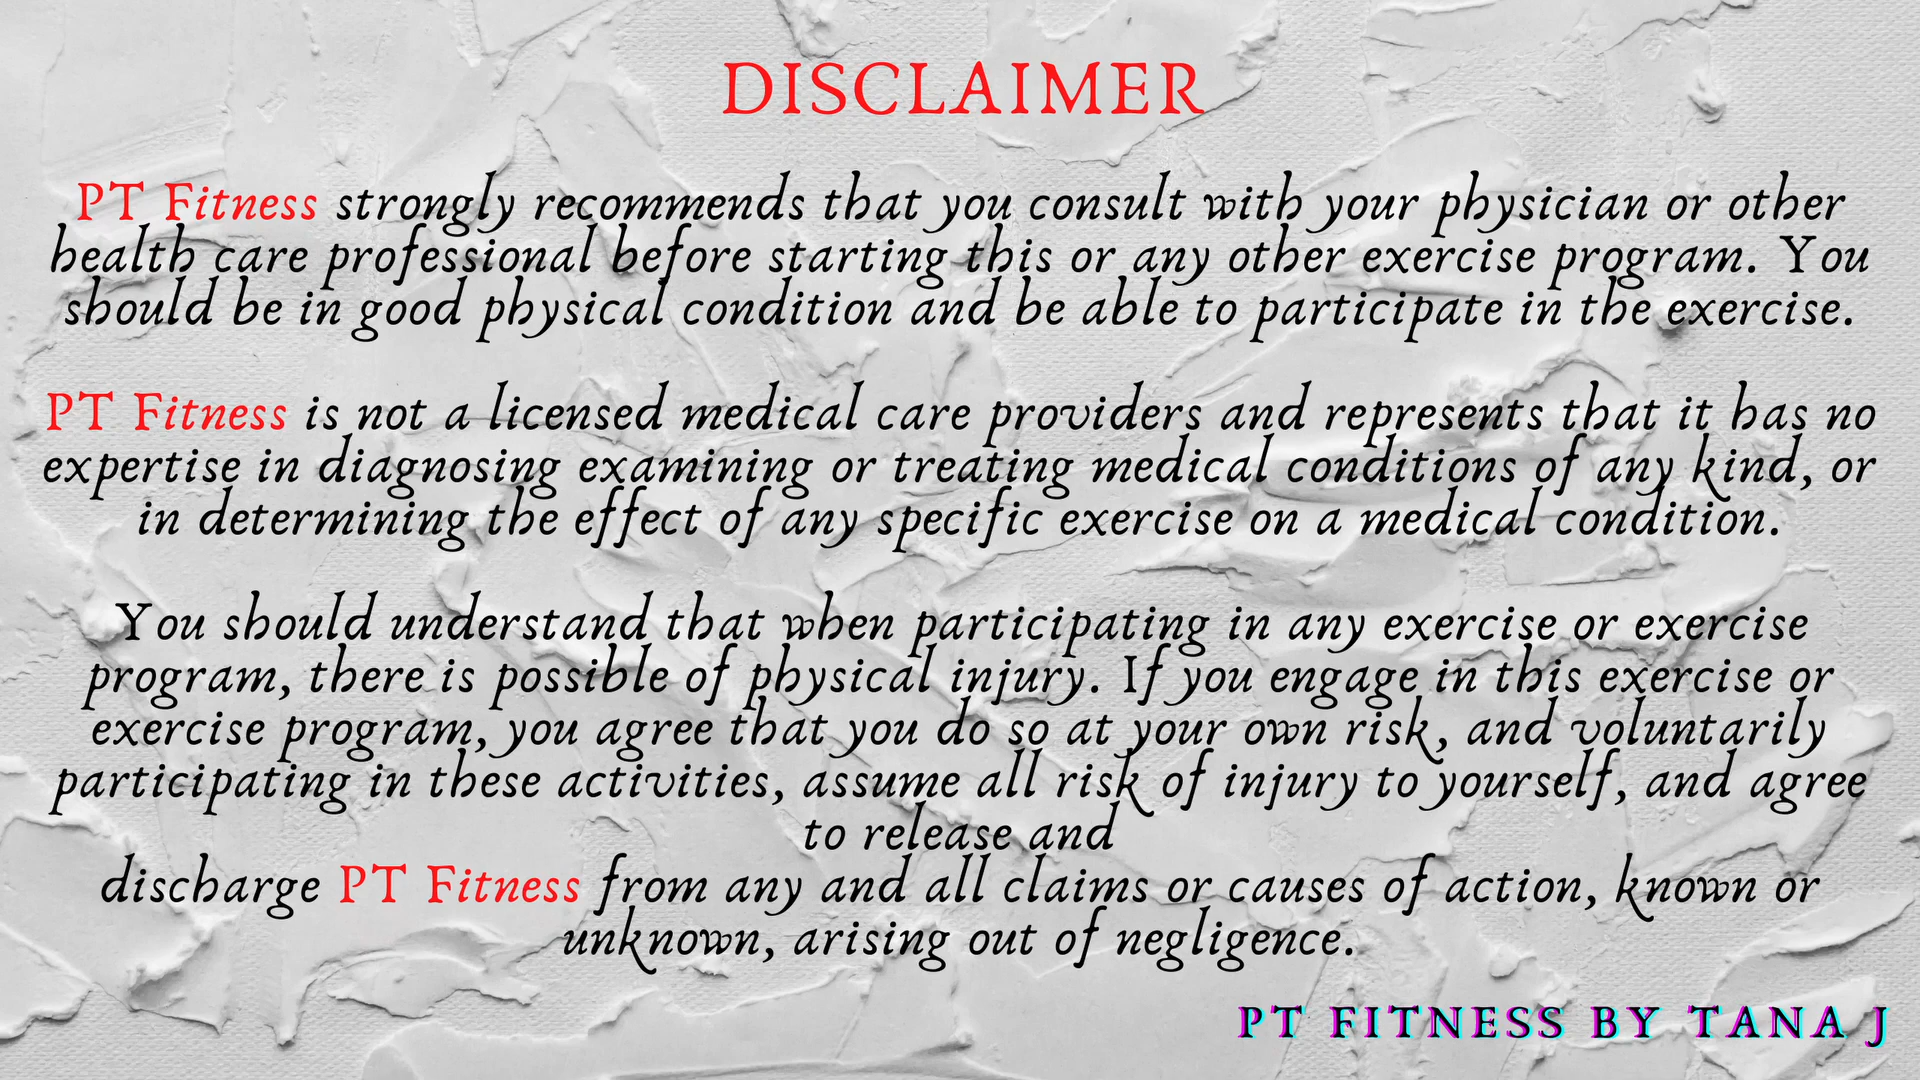 DISCLAIMER
PT Fitness strongly recommends that you consult with your physician or other
health care professional before starting this or any other exercise program. You
should be in good physical condition and be able to participate in the exercise.
PT Fitness is not a licensed medical care providers and represents that it has no
expertise in diagnosing examining or treating medical conditions of any kind, or
in determining the effect of any specific exercise on a medical condition.
You should understand that when participating in any exercise or exercise
program, there is possible of physical injury. If you engage in this exercise or
exercise program, you agree that you do so at your own risk, and voluntarily
participating in these activities, assume all risk of injury to yourself, and agree
to release and
discharge PT Fitness from any and all claims or causes of action, known or
unknown, arising out of negligence.
PT FITNESS BY TANA J